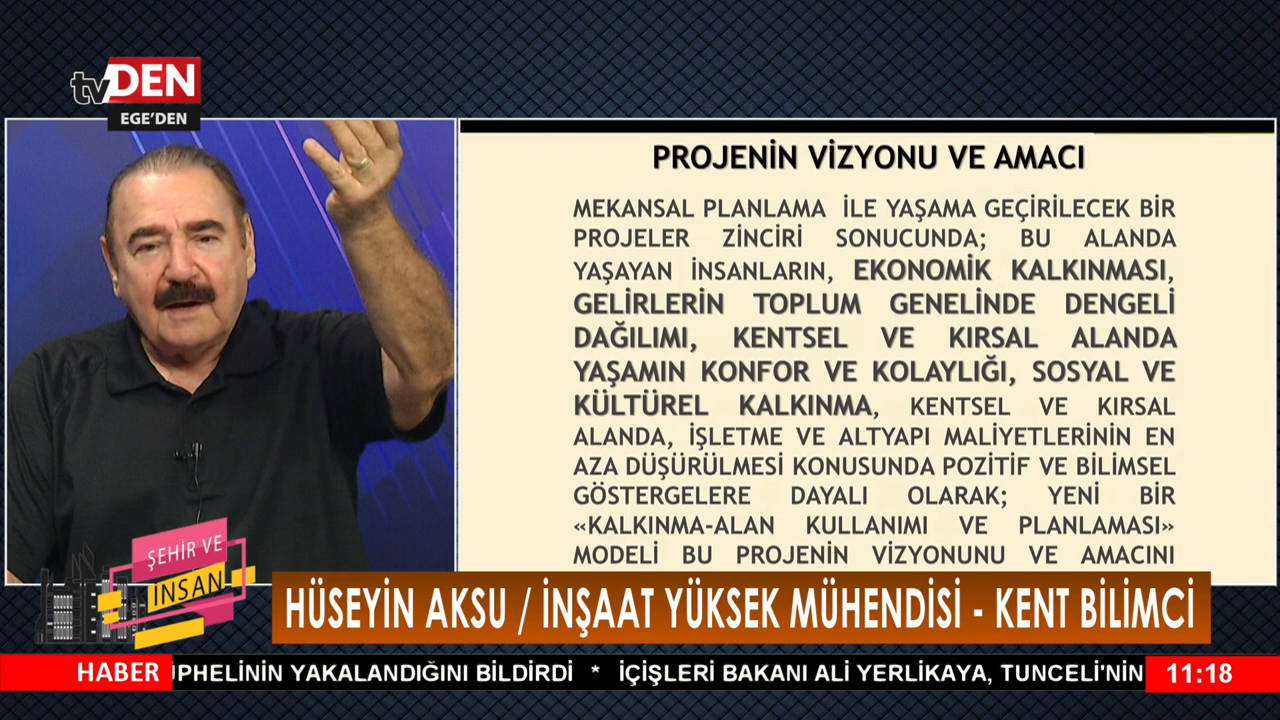 tvDEN
EGE'DEN
PROJENİN VİZYONU VE AMACI
MEKANSAL PLANLAMA İLE YAŞAMA GEÇİRİLECEK BİR
PROJELER ZİNCİRİ SONUCUNDA; BU ALANDA
YAŞAYAN İNSANLARIN, EKONOMİK KALKINMASI,
GELİRLERİN TOPLUM GENELİNDE DENGELİ
DAĞILIMI, KENTSEL VE KIRSAL ALANDA
YAŞAMIN KONFOR VE KOLAYLIĞI, SOSYAL VE
KÜLTÜREL KALKINMA, KENTSEL VE KIRSAL
ALANDA, İŞLETME VE ALTYAPI MALİYETLERİNİN EN
AZA DÜŞÜRÜLMESİ KONUSUNDA POZİTİF VE BİLİMSEL
GÖSTERGELERE DAYALI OLARAK; YENİ BİR
«KALKINMA-ALAN KULLANIMI VE PLANLAMASI»
MODELİ BU PROJENİN VİZYONUNU VE AMACINI
ŞEHİR VE
İNSAN
HÜSEYİN AKSU / İNŞAAT YÜKSEK MÜHENDİSİ - KENT BİLİMCİ
HABER ÜPHELİNİN YAKALANDIĞINI BİLDİRDİ * İÇİŞLERİ BAKANI ALİ YERLİKAYA, TUNCELİ'NİN 11:18